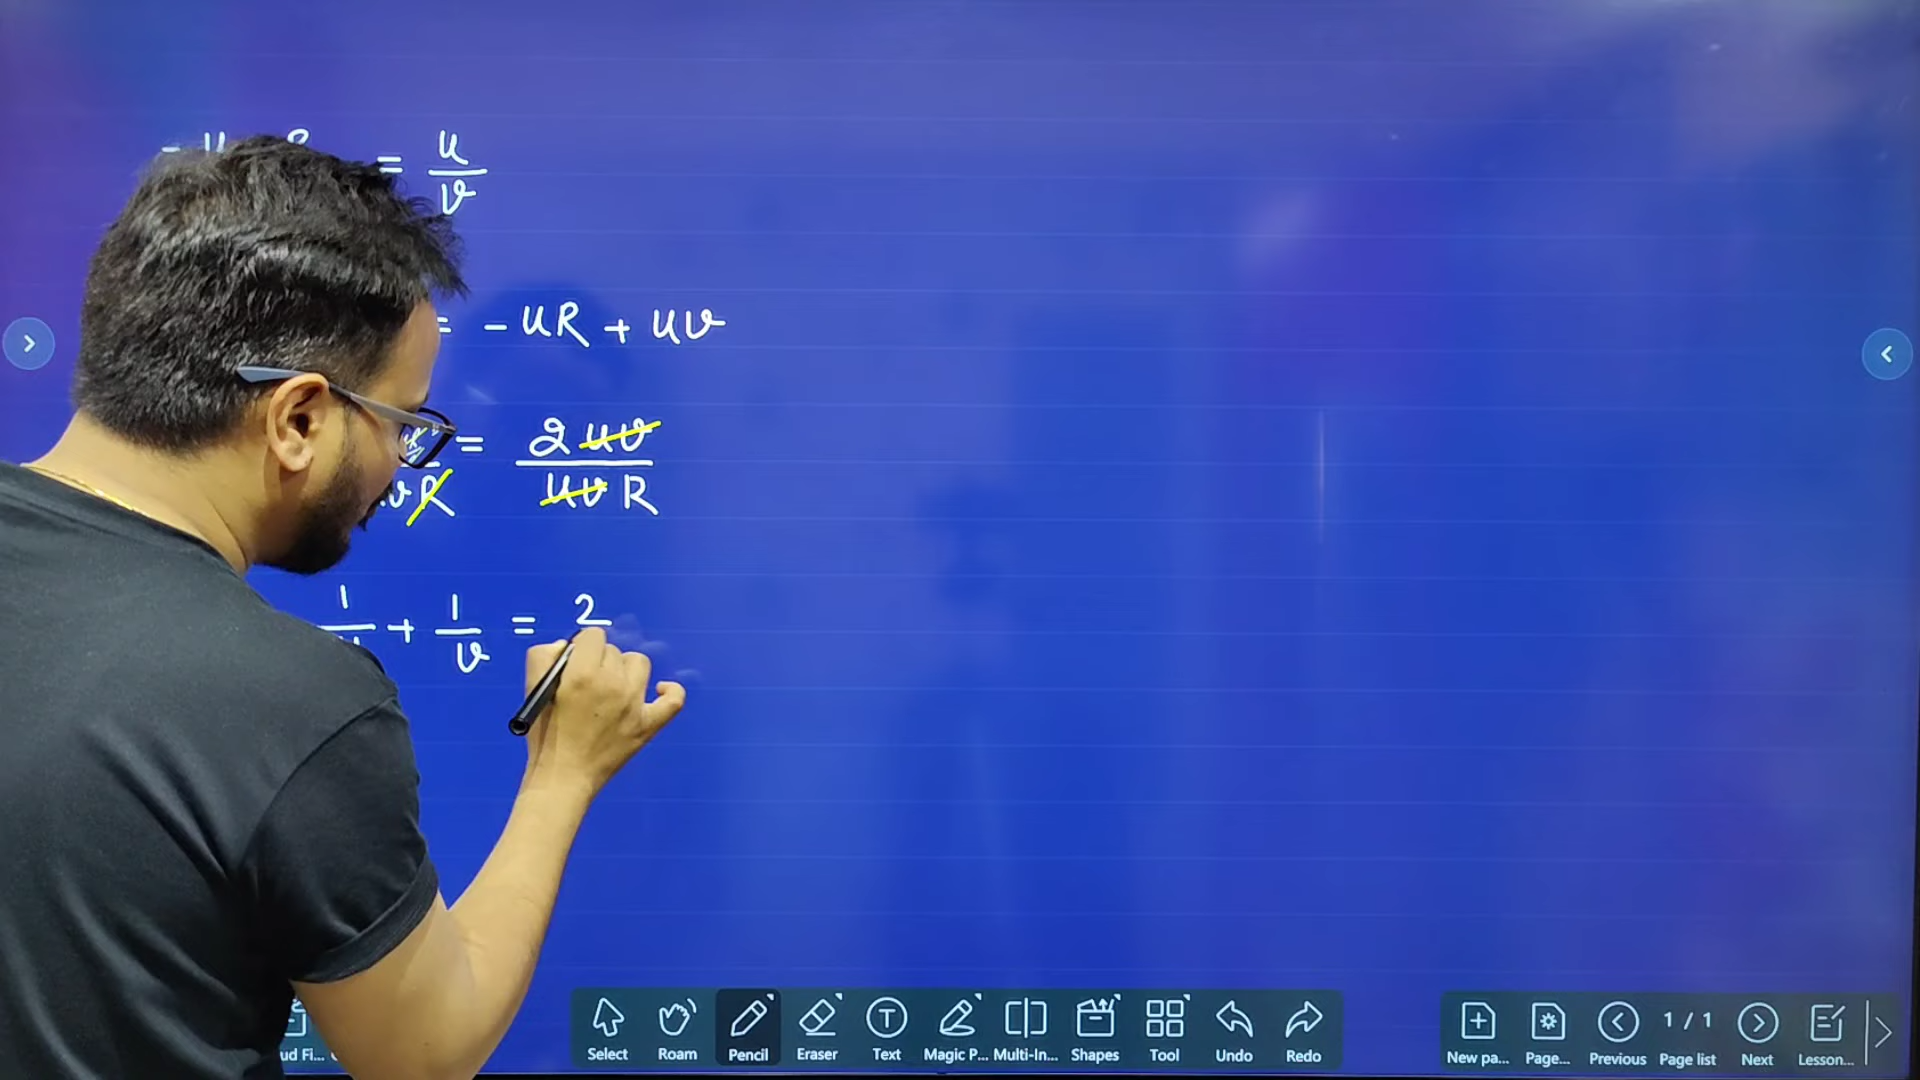 = u/v
= - uR + uv
vR = 2uv/uvR
1/ + 1/v = 2/
Select Roam Pencil Eraser Text Magic P... Multi-In... Shapes Tool Undo Redo
New pa... Page... Previous 1 / 1 Page list Next Lesson...